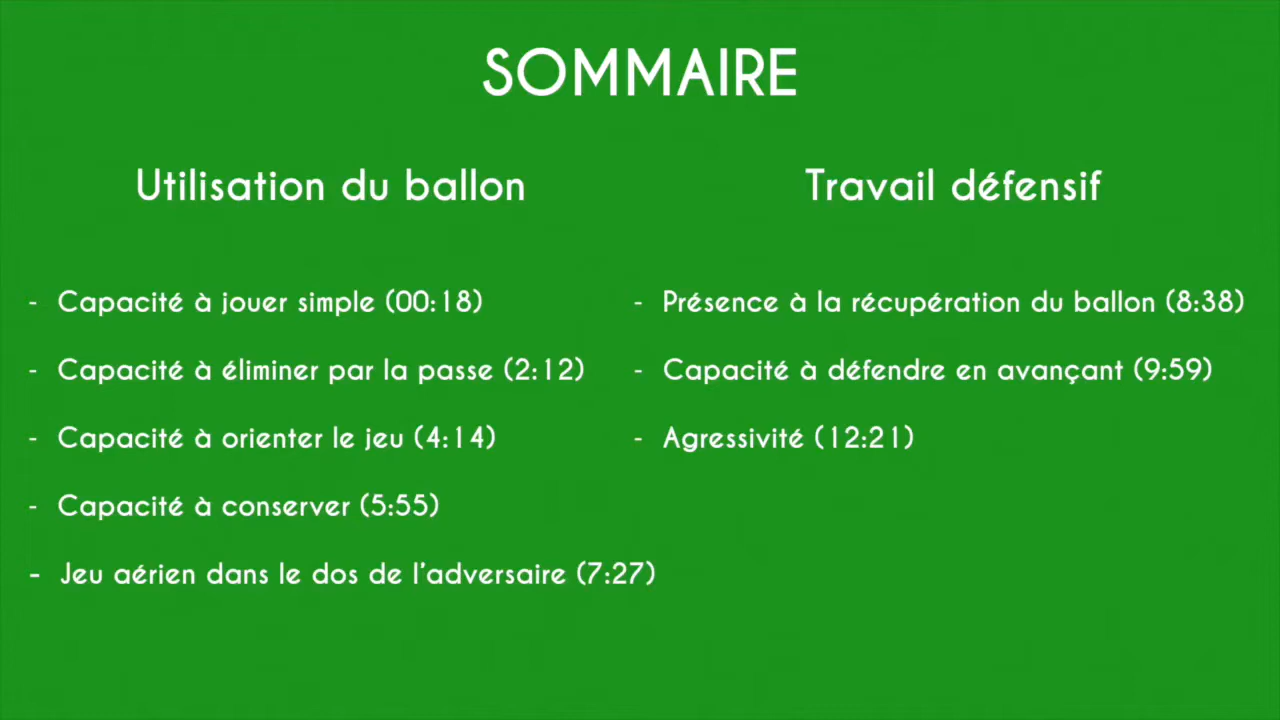 SOMMAIRE
Utilisation du ballon
- Capacité à jouer simple (00:18)
- Capacité à éliminer par la passe (2:12)
- Capacité à orienter le jeu (4:14)
- Capacité à conserver (5:55)
- Jeu aérien dans le dos de l'adversaire (7:27)
Travail défensif
- Présence à la récupération du ballon (8:38)
- Capacité à défendre en avançant (9:59)
- Agressivité (12:21)